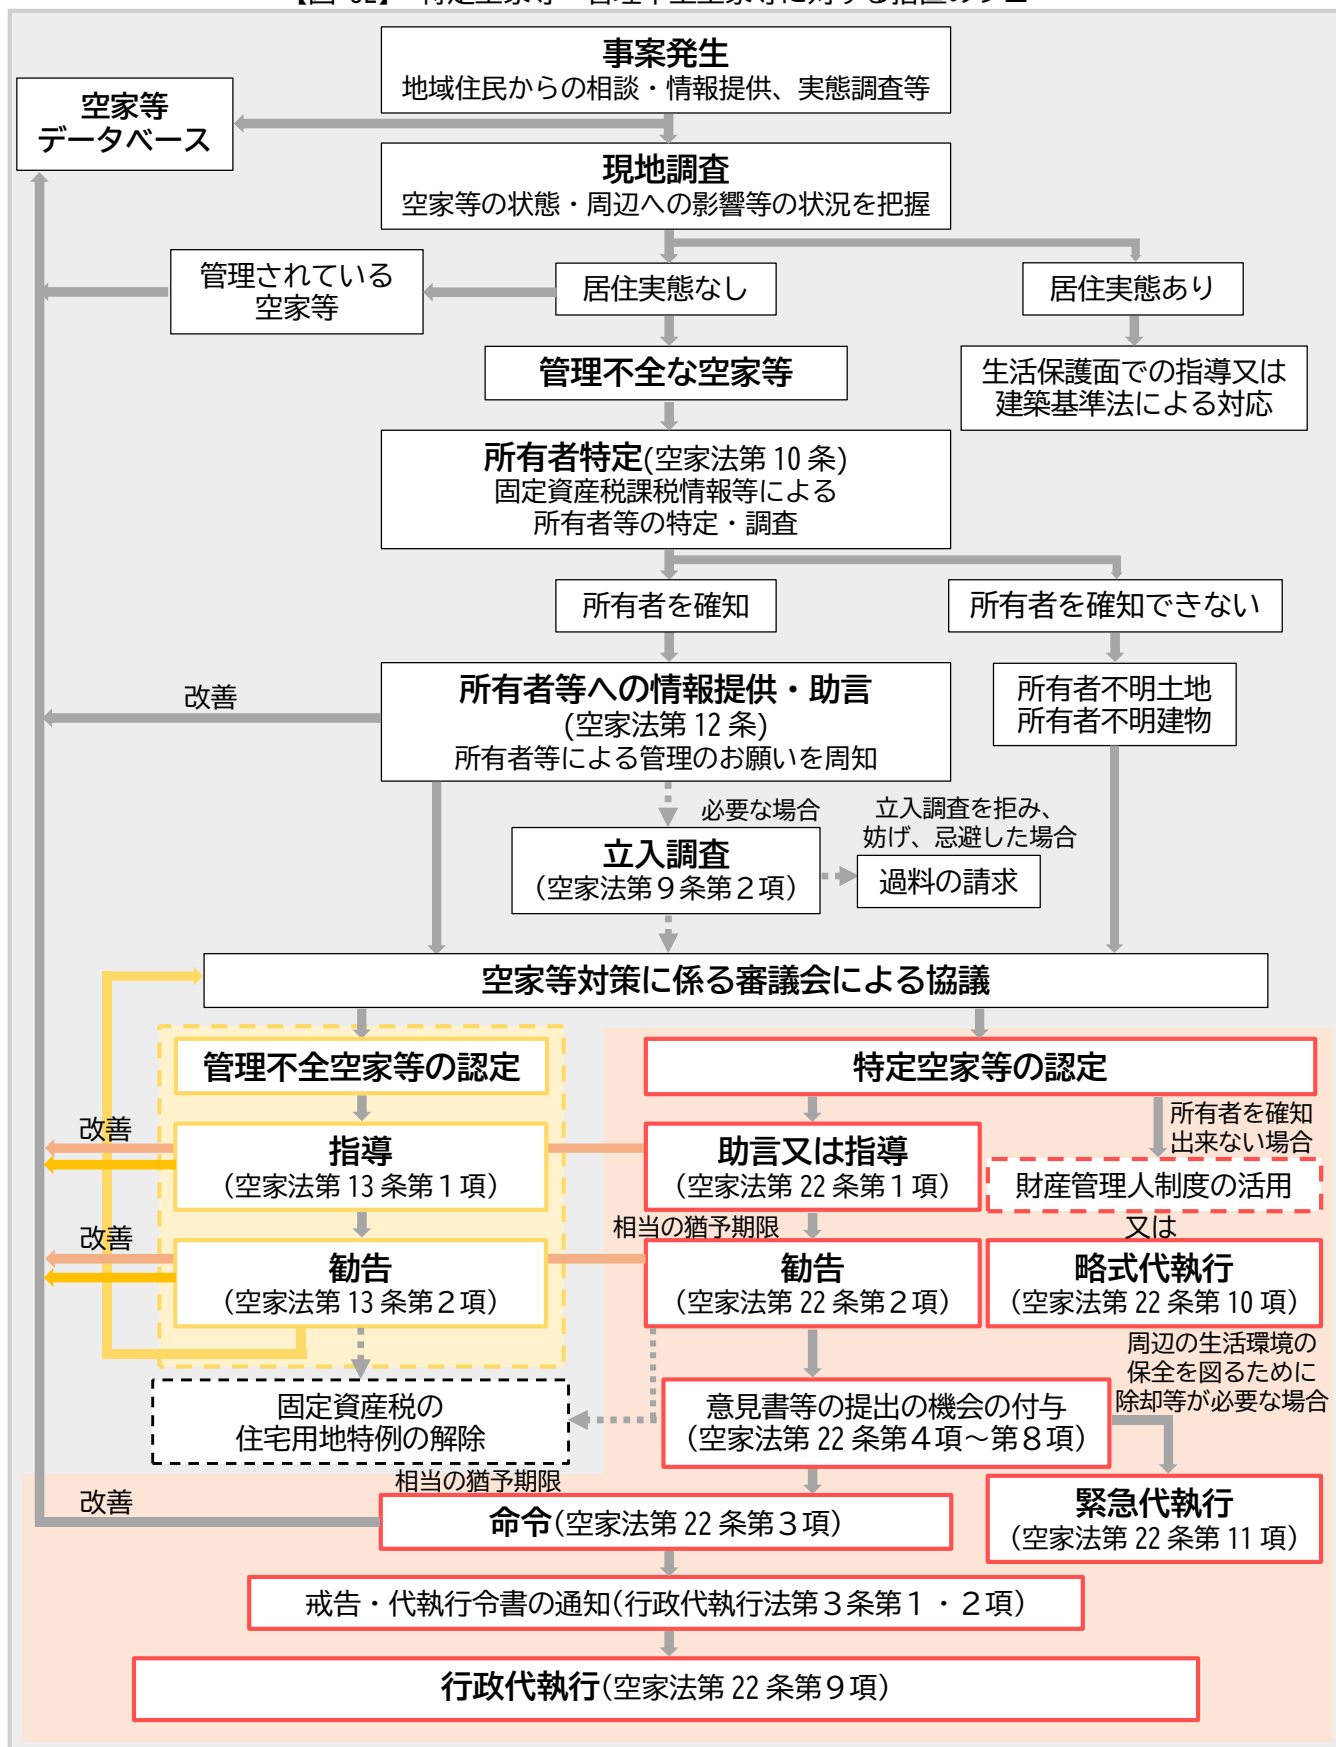 事案発生
地域住民からの相談・情報提供、実態調査等
空家等
データベース
現地調査
空家等の状態・周辺への影響等の状況を把握
管理されている
空家等
居住実態なし
居住実態あり
管理不全な空家等
生活保護面での指導又は
建築基準法による対応
所有者特定(空家法第10条)
固定資産税課税情報等による
所有者等の特定・調査
所有者を確知
所有者を確知できない
改善
所有者等への情報提供・助言
(空家法第12条)
所有者等による管理のお願いを周知
所有者不明土地
所有者不明建物
必要な場合
立入調査を拒み、
妨げ、忌避した場合
立入調査
(空家法第9条第2項)
過料の請求
空家等対策に係る審議会による協議
管理不全空家等の認定
特定空家等の認定
改善
指導
(空家法第13条第1項)
助言又は指導
(空家法第22条第1項)
所有者を確知
出来ない場合
財産管理人制度の活用
又は
相当の猶予期限
改善
勧告
(空家法第13条第2項)
勧告
(空家法第22条第2項)
略式代執行
(空家法第22条第10項)
周辺の生活環境の
保全を図るために
除却等が必要な場合
固定資産税の
住宅用地特例の解除
意見書等の提出の機会の付与
(空家法第22条第4項～第8項)
相当の猶予期限
改善
命令(空家法第22条第3項)
緊急代執行
(空家法第22条第11項)
戒告・代執行令書の通知(行政代執行法第3条第1・2項)
行政代執行(空家法第22条第9項)